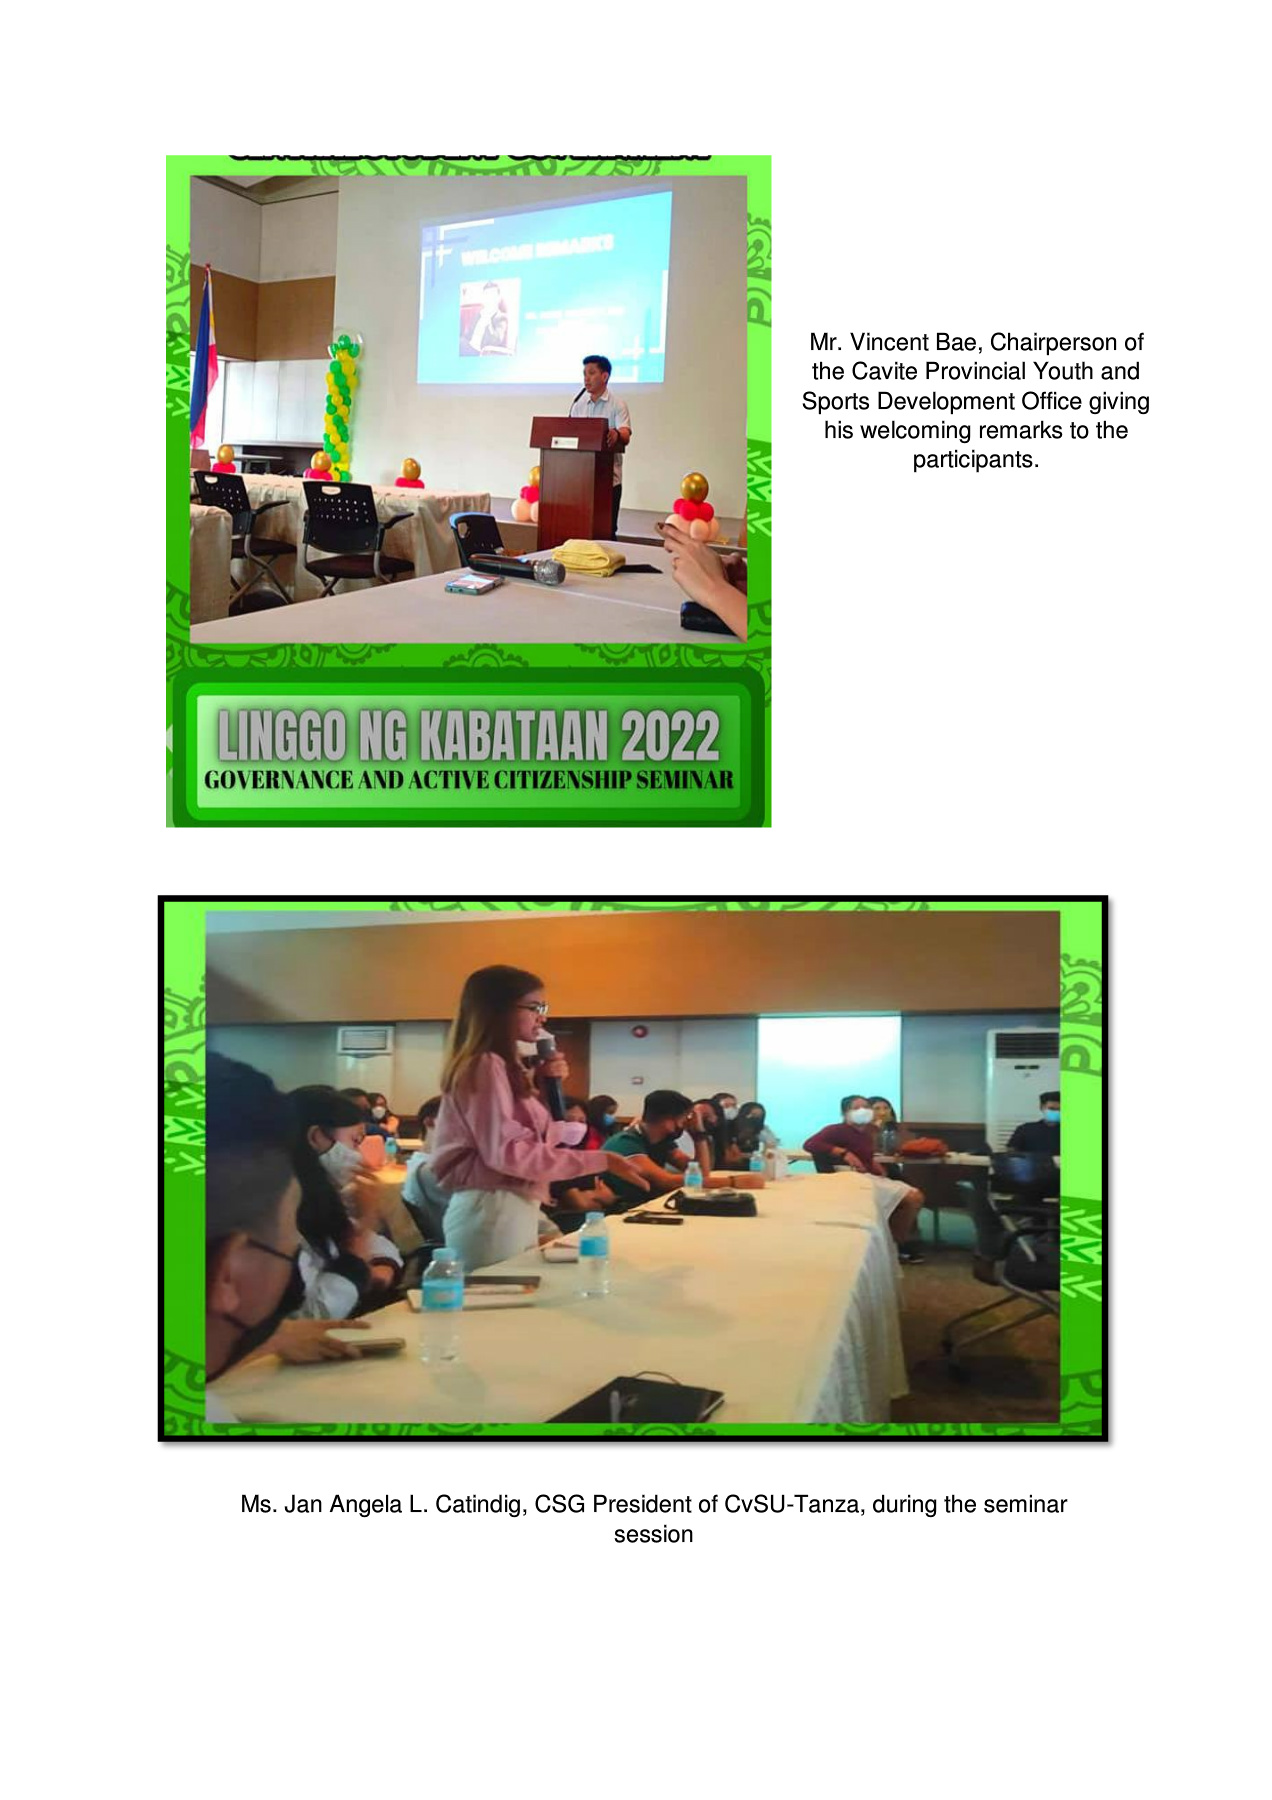 WELCOME REMARKS
Mr. Vincent Bae, Chairperson of
the Cavite Provincial Youth and
Sports Development Office giving
his welcoming remarks to the
participants.
LINGGO NG KABATAAN 2022
GOVERNANCE AND ACTIVE CITIZENSHIP SEMINAR
Ms. Jan Angela L. Catindig, CSG President of CvSU-Tanza, during the seminar
session